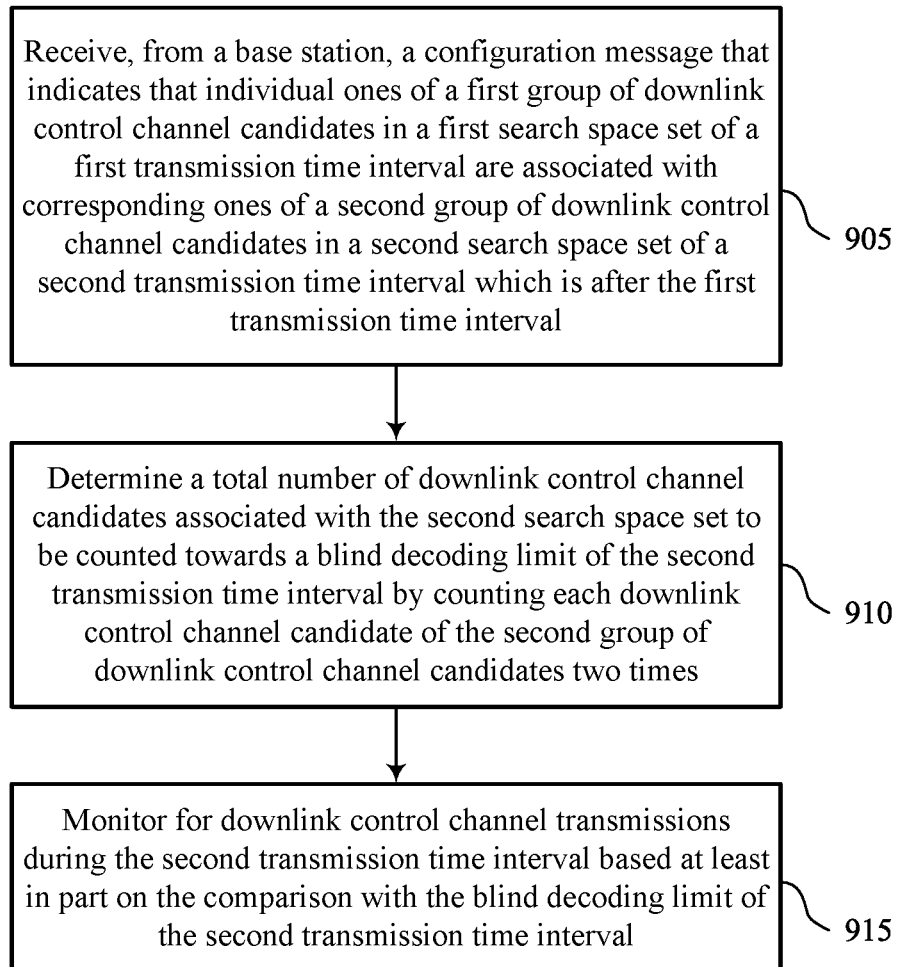 Receive, from a base station, a configuration message that
indicates that individual ones of a first group of downlink
control channel candidates in a first search space set of a
first transmission time interval are associated with
corresponding ones of a second group of downlink control
channel candidates in a second search space set of a
second transmission time interval which is after the first
transmission time interval
905
Determine a total number of downlink control channel
candidates associated with the second search space set to
be counted towards a blind decoding limit of the second
transmission time interval by counting each downlink
control channel candidate of the second group of
downlink control channel candidates two times
910
Monitor for downlink control channel transmissions
during the second transmission time interval based at least
in part on the comparison with the blind decoding limit of
the second transmission time interval
915